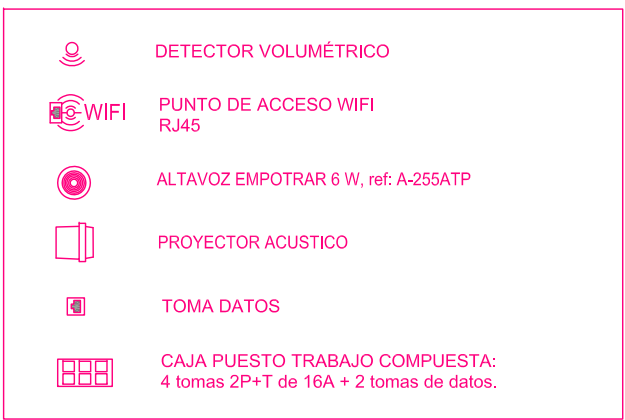 DETECTOR VOLUMÉTRICO
WIFI
PUNTO DE ACCESO WIFI
RJ45
ALTAVOZ EMPOTRAR 6 W, ref: A-255ATP
PROYECTOR ACUSTICO
TOMA DATOS
CAJA PUESTO TRABAJO COMPUESTA:
4 tomas 2P+T de 16A + 2 tomas de datos.